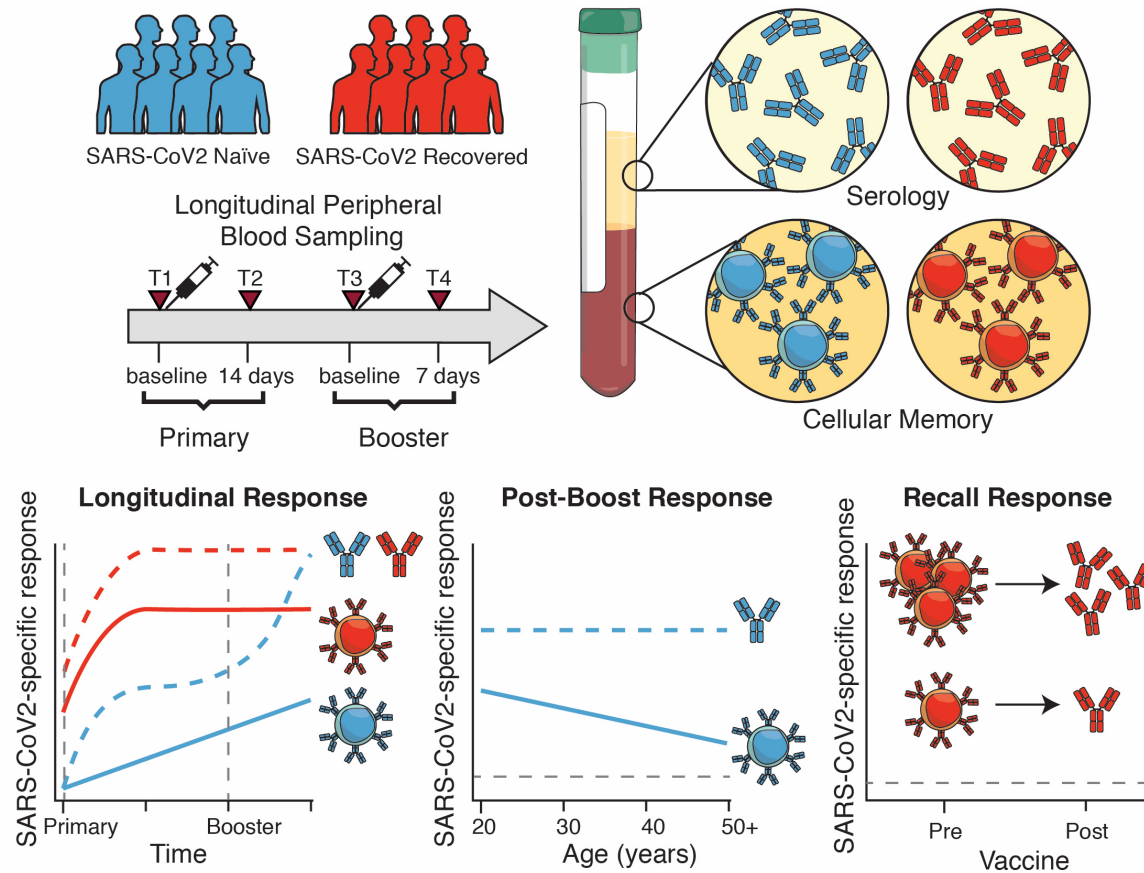 SARS-CoV2 Naïve
SARS-CoV2 Recovered
Longitudinal Peripheral
Blood Sampling
T1
T2
T3
T4
baseline
14 days
baseline
7 days
Primary
Booster
Serology
Cellular Memory
Longitudinal Response
SARS-CoV2-specific response
Primary
Booster
Time
Post-Boost Response
SARS-CoV2-specific response
20
30
40
50+
Age (years)
Recall Response
SARS-CoV2-specific response
Pre
Post
Vaccine